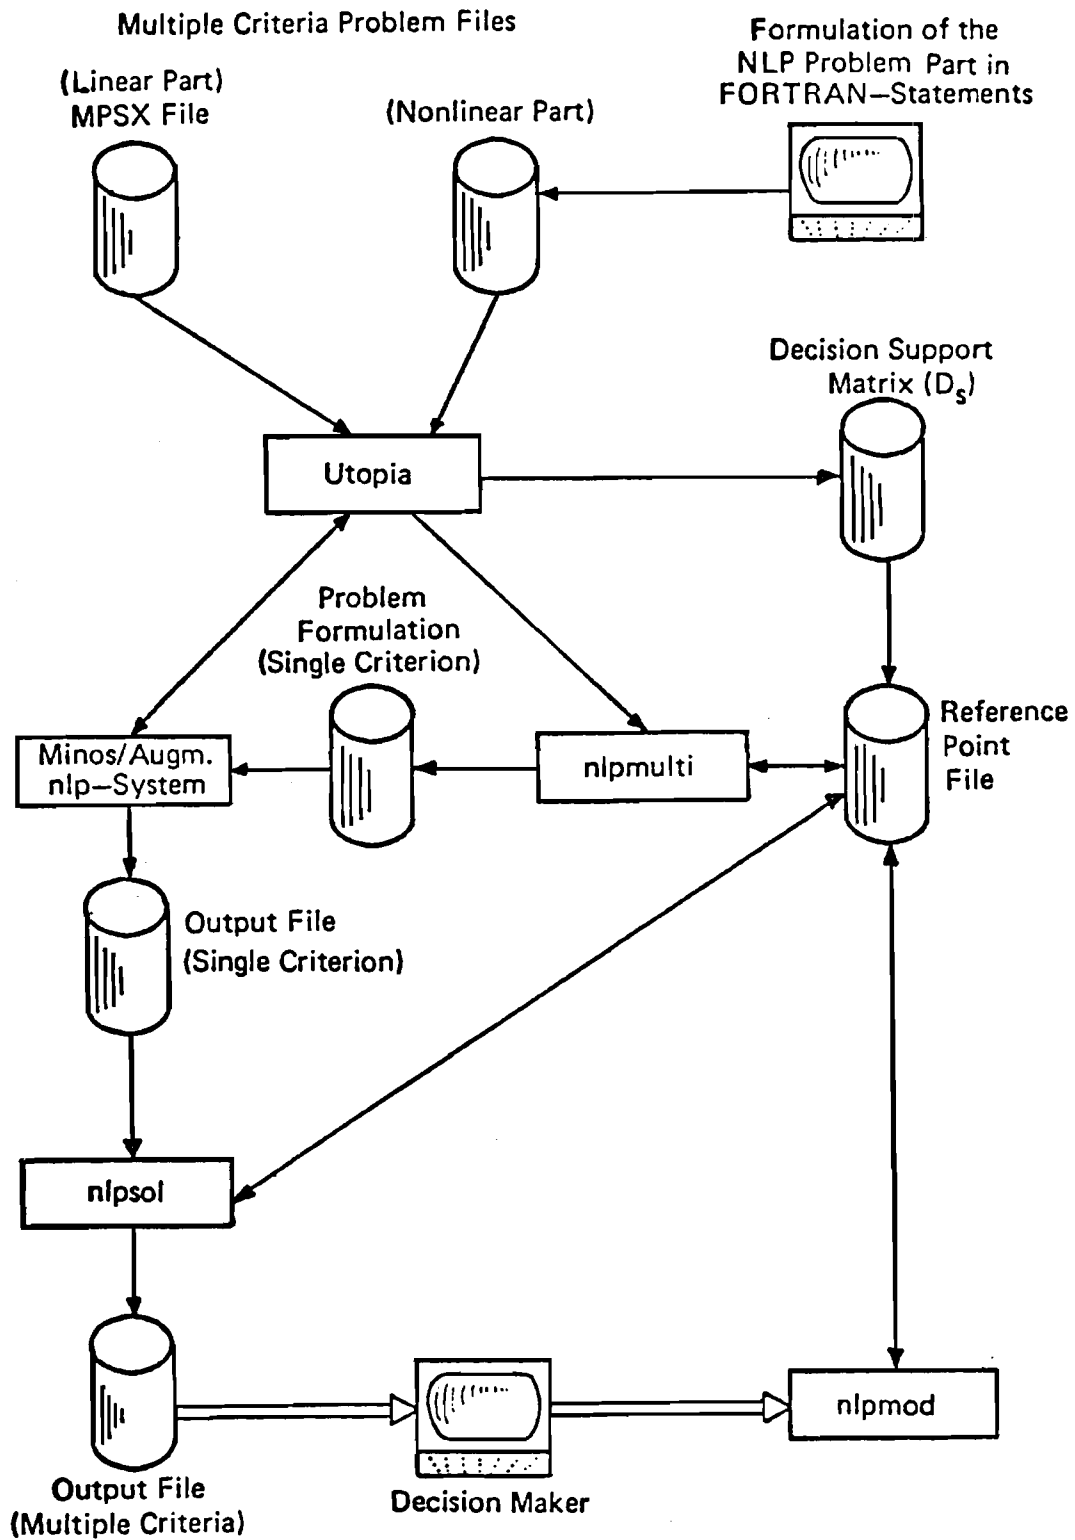 Multiple Criteria Problem Files
Formulation of the
NLP Problem Part in
FORTRAN—Statements
(Linear Part)
MPSX File
(Nonlinear Part)
Decision Support
Matrix (Ds)
Utopia
Problem
Formulation
(Single Criterion)
Reference
Point
File
Minos/Augm.
nlp—System
nlpmulti
Output File
(Single Criterion)
nlpsol
nlpmod
Output File
(Multiple Criteria)
Decision Maker